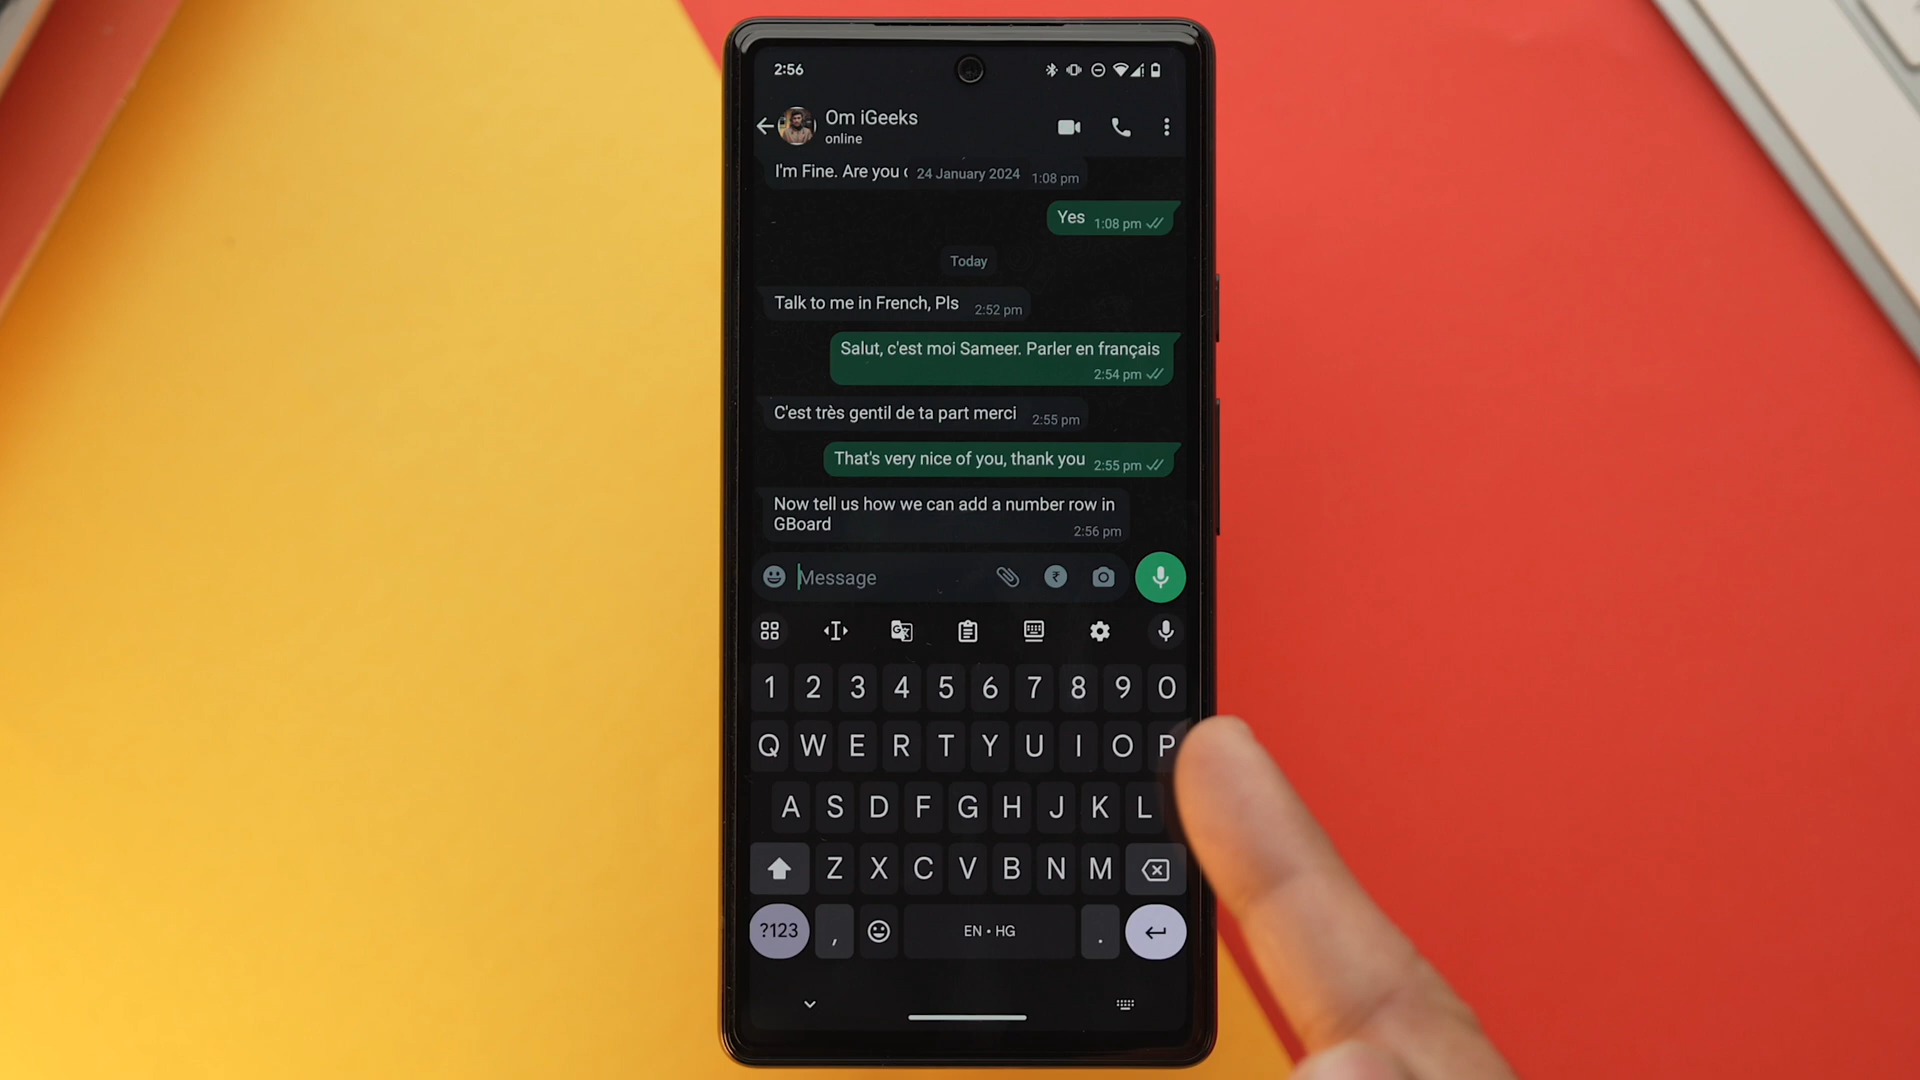 2:56
Om iGeeks
online
I'm Fine. Are you
24 January 2024
1:08 pm
Yes 1:08 pm
Today
Talk to me in French, Pls 2:52 pm
Salut, c'est moi Sameer. Parler en français
2:54 pm
C'est très gentil de ta part merci 2:55 pm
That's very nice of you, thank you 2:55 pm
Now tell us how we can add a number row in
GBoard 2:56 pm
Message
1 2 3 4 5 6 7 8 9 0
Q W E R T Y U I O P
A S D F G H J K L
Z X C V B N M
?123 , EN • HG .